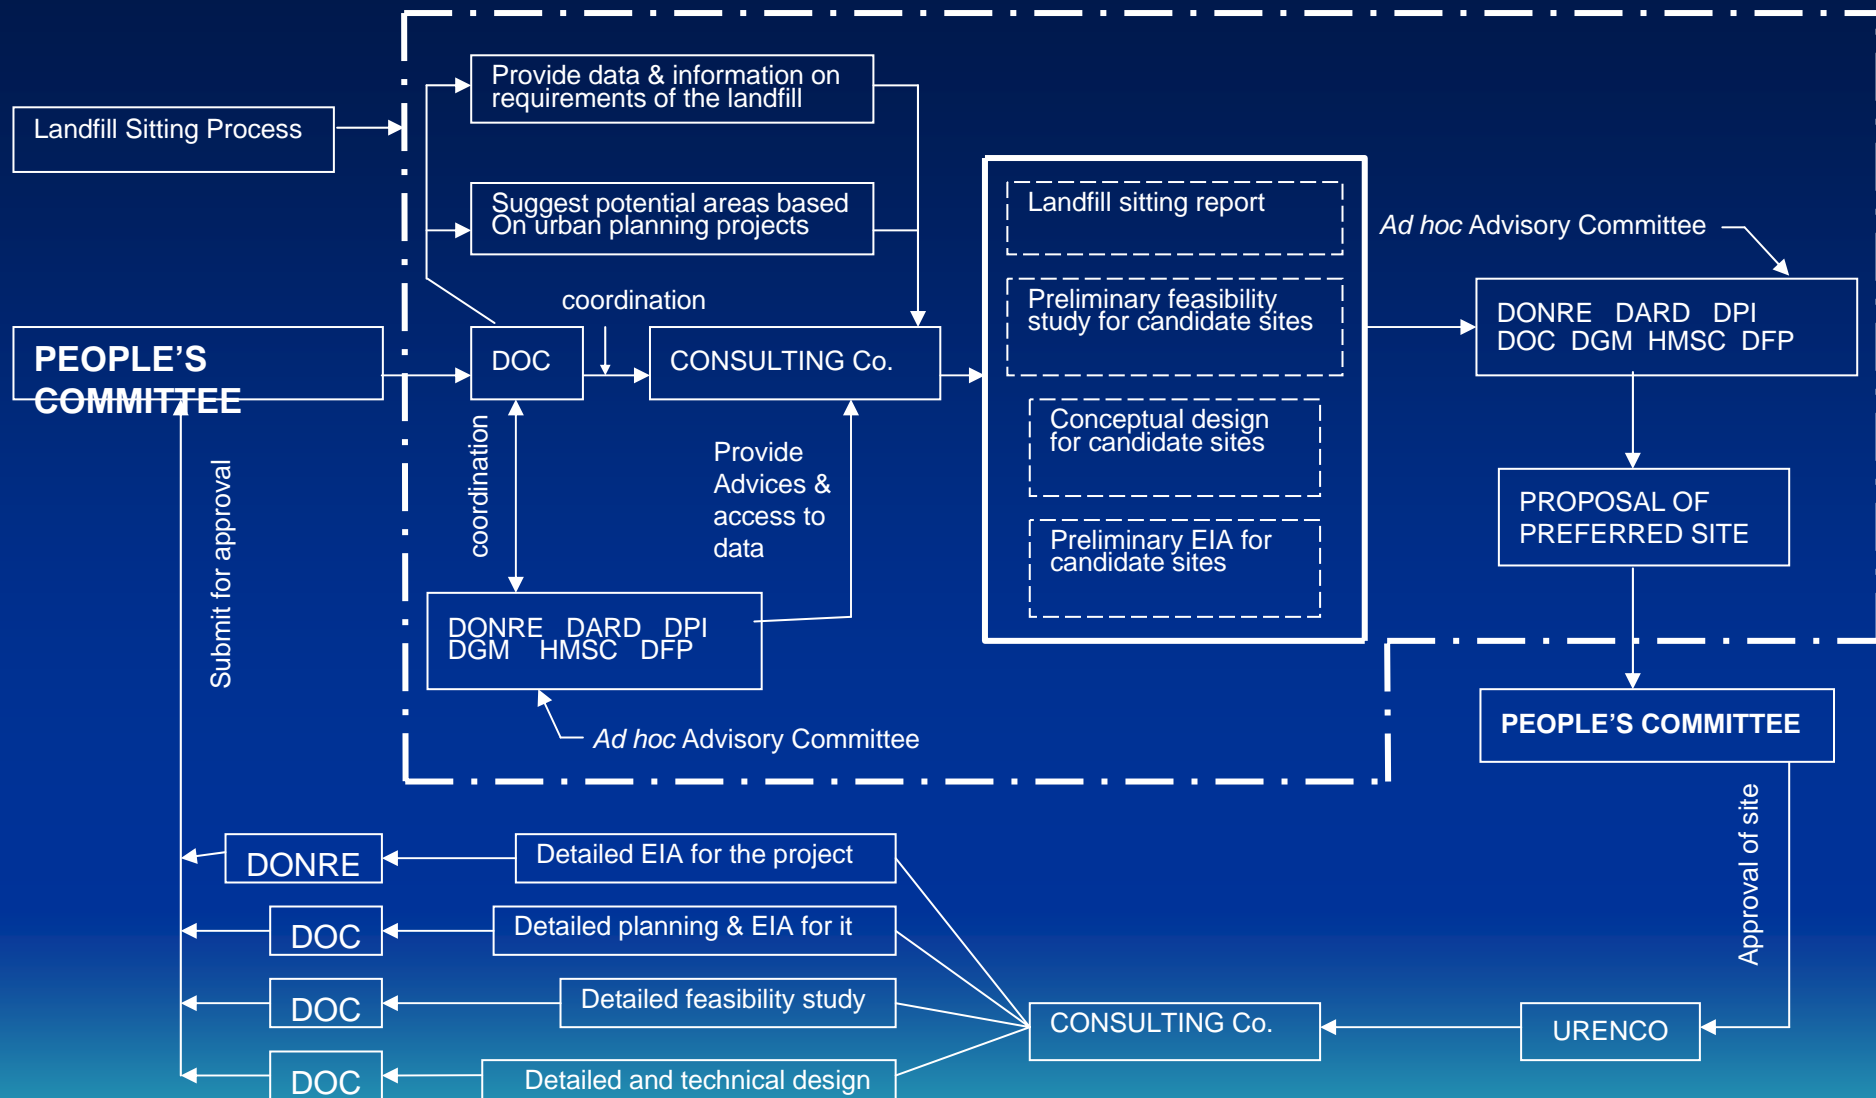 Landfill Sitting Process
Provide data & information on
requirements of the landfill
Suggest potential areas based
On urban planning projects
coordination
PEOPLE'S
COMMITTEE
DOC
CONSULTING Co.
Landfill sitting report
Preliminary feasibility
study for candidate sites
Conceptual design
for candidate sites
Preliminary EIA for
candidate sites
Ad hoc Advisory Committee
DONRE DARD DPI
DOC DGM HMSC DFP
PROPOSAL OF
PREFERRED SITE
PEOPLE'S COMMITTEE
coordination
Provide
Advices &
access to
data
DONRE DARD DPI
DGM HMSC DFP
Ad hoc Advisory Committee
Submit for approval
Approval of site
DONRE
Detailed EIA for the project
DOC
Detailed planning & EIA for it
DOC
Detailed feasibility study
DOC
Detailed and technical design
CONSULTING Co.
URENCO